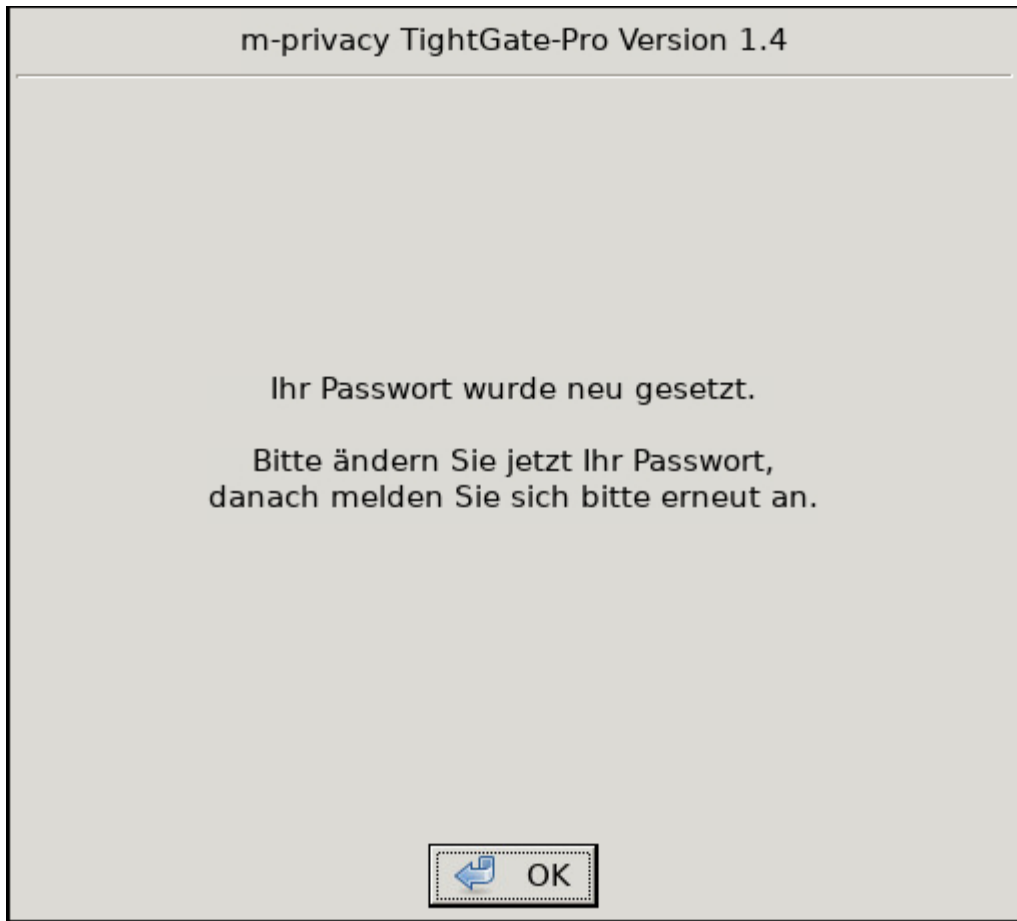 m-privacy TightGate-Pro Version 1.4
Ihr Passwort wurde neu gesetzt.
Bitte ändern Sie jetzt Ihr Passwort,
danach melden Sie sich bitte erneut an.
OK